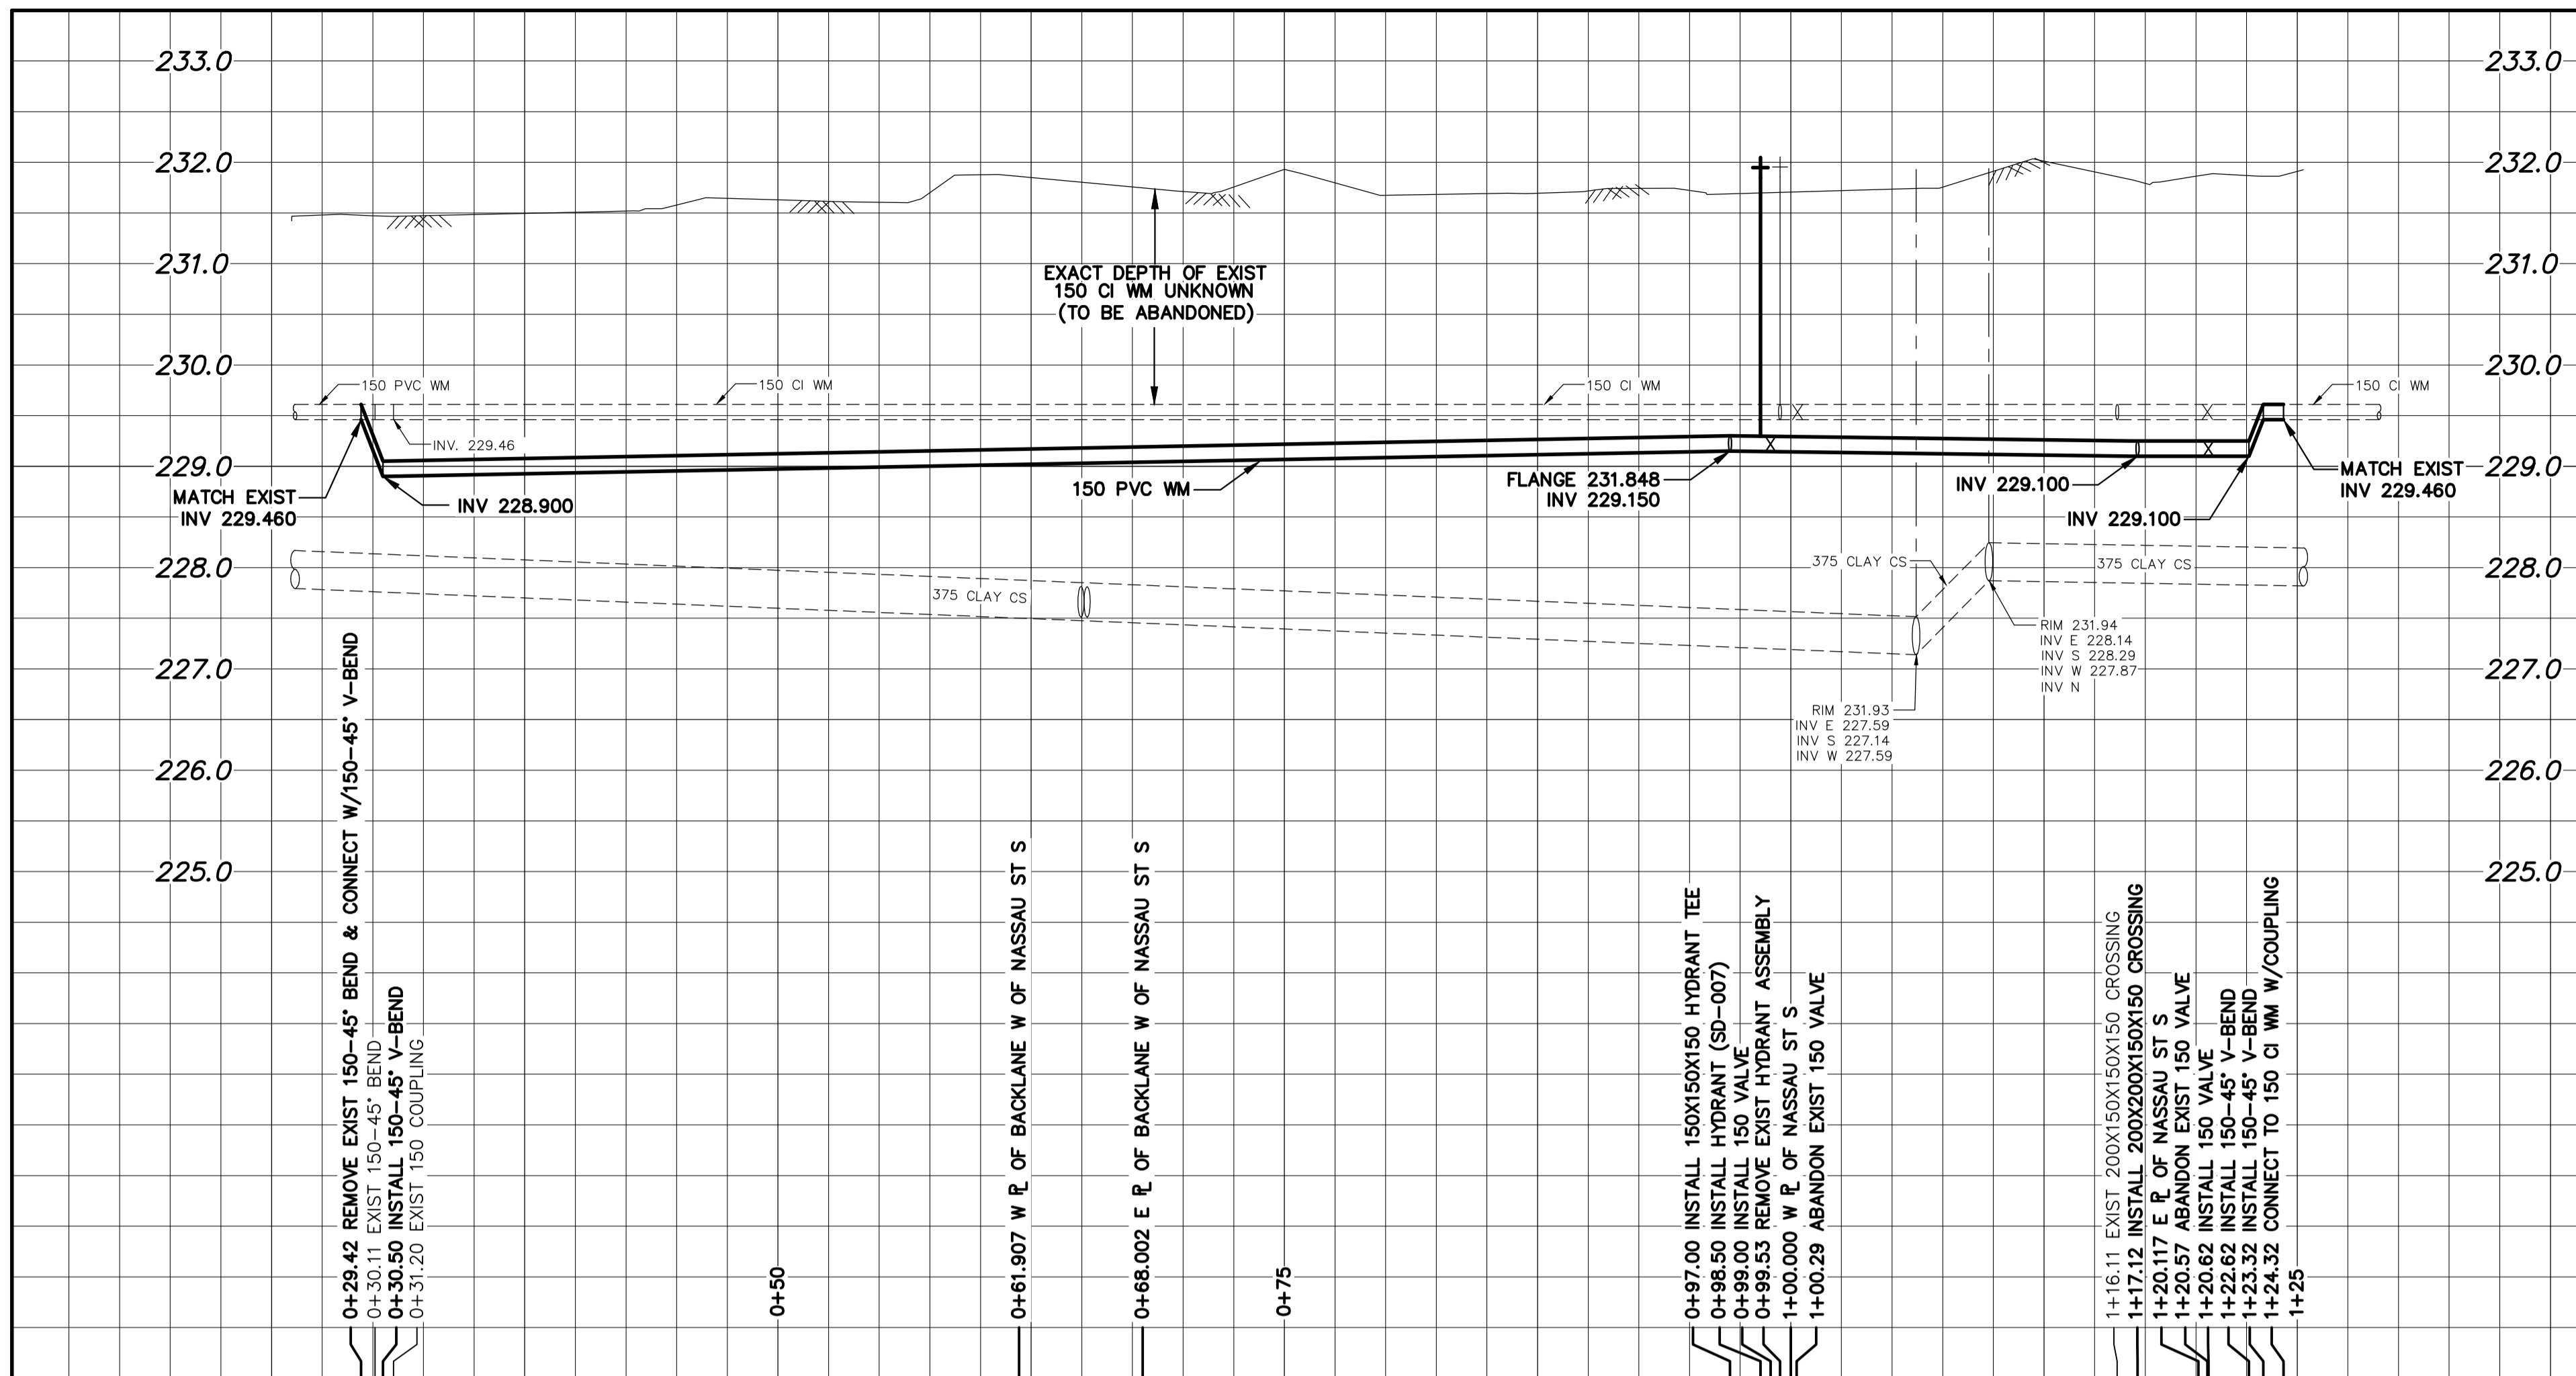 233.0
233.0
232.0
232.0
231.0
231.0
EXACT DEPTH OF EXIST
150 CI WM UNKNOWN
(TO BE ABANDONED)
230.0
230.0
150 PVC WM
150 CI WM
150 CI WM
150 CI WM
INV. 229.46
229.0
229.0
MATCH EXIST
INV 229.460
INV 228.900
150 PVC WM
FLANGE 231.848
INV 229.150
INV 229.100
INV 229.100
MATCH EXIST
INV 229.460
228.0
228.0
375 CLAY CS
375 CLAY CS
375 CLAY CS
RIM 231.94
INV E 228.14
INV S 228.29
INV W 227.87
INV N
227.0
227.0
RIM 231.93
INV E 227.59
INV S 227.14
INV W 227.59
226.0
226.0
225.0
225.0
0+29.42 REMOVE EXIST 150-45° BEND & CONNECT W/150-45° V-BEND
0+30.11 EXIST 150-45° BEND
0+30.50 INSTALL 150-45° V-BEND
0+31.20 EXIST 150 COUPLING
0+50
0+61.907 W PL OF BACKLANE W OF NASSAU ST S
0+68.002 E PL OF BACKLANE W OF NASSAU ST S
0+75
0+97.00 INSTALL 150X150X150 HYDRANT TEE
0+98.50 INSTALL HYDRANT (SD-007)
0+99.00 INSTALL 150 VALVE
0+99.53 REMOVE EXIST HYDRANT ASSEMBLY
1+00.000 W PL OF NASSAU ST S
1+00.29 ABANDON EXIST 150 VALVE
1+16.11 EXIST 200X150X150X150 CROSSING
1+17.12 INSTALL 200X200X150X150 CROSSING
1+20.117 E PL OF NASSAU ST S
1+20.57 ABANDON EXIST 150 VALVE
1+20.62 INSTALL 150 VALVE
1+22.62 INSTALL 150-45° V-BEND
1+23.32 INSTALL 150-45° V-BEND
1+24.32 CONNECT TO 150 CI WM W/COUPLING
1+25